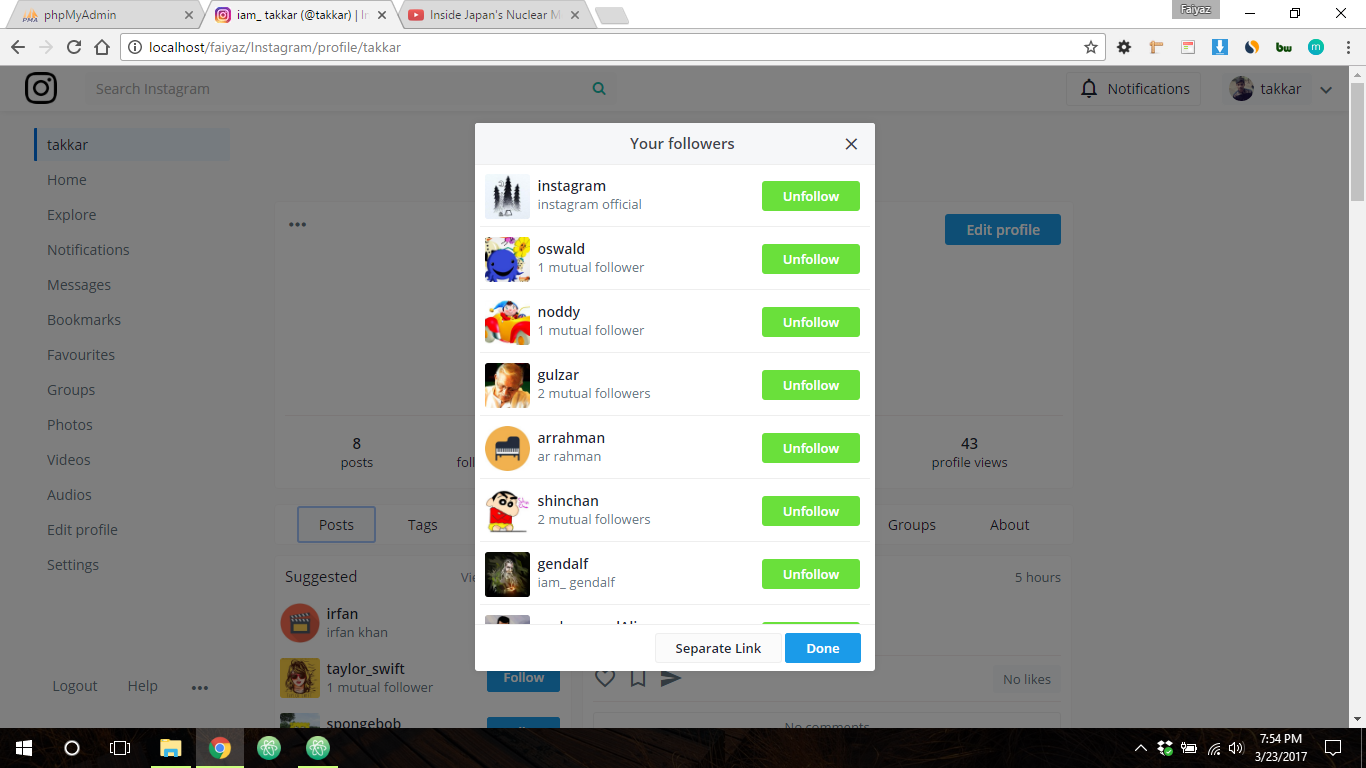 phpMyAdmin
iam_ takkar (@takkar) | In
Inside Japan's Nuclear M
Faiyaz
localhost/faiyaz/Instagram/profile/takkar
bw
m
Search Instagram
Notifications
takkar
takkar
Home
Explore
Notifications
Messages
Bookmarks
Favourites
Groups
Photos
Videos
Audios
Edit profile
Settings
Logout
Help
Edit profile
8
posts
foll
43
profile views
Posts
Tags
Groups
About
Suggested
irfan
irfan khan
taylor_swift
1 mutual follower
Follow
spongebob
5 hours
No likes
No comments
Your followers
instagram
instagram official
Unfollow
oswald
1 mutual follower
Unfollow
noddy
1 mutual follower
Unfollow
gulzar
2 mutual followers
Unfollow
arrahman
ar rahman
Unfollow
shinchan
2 mutual followers
Unfollow
gendalf
iam_ gendalf
Unfollow
Separate Link
Done
7:54 PM
3/23/2017